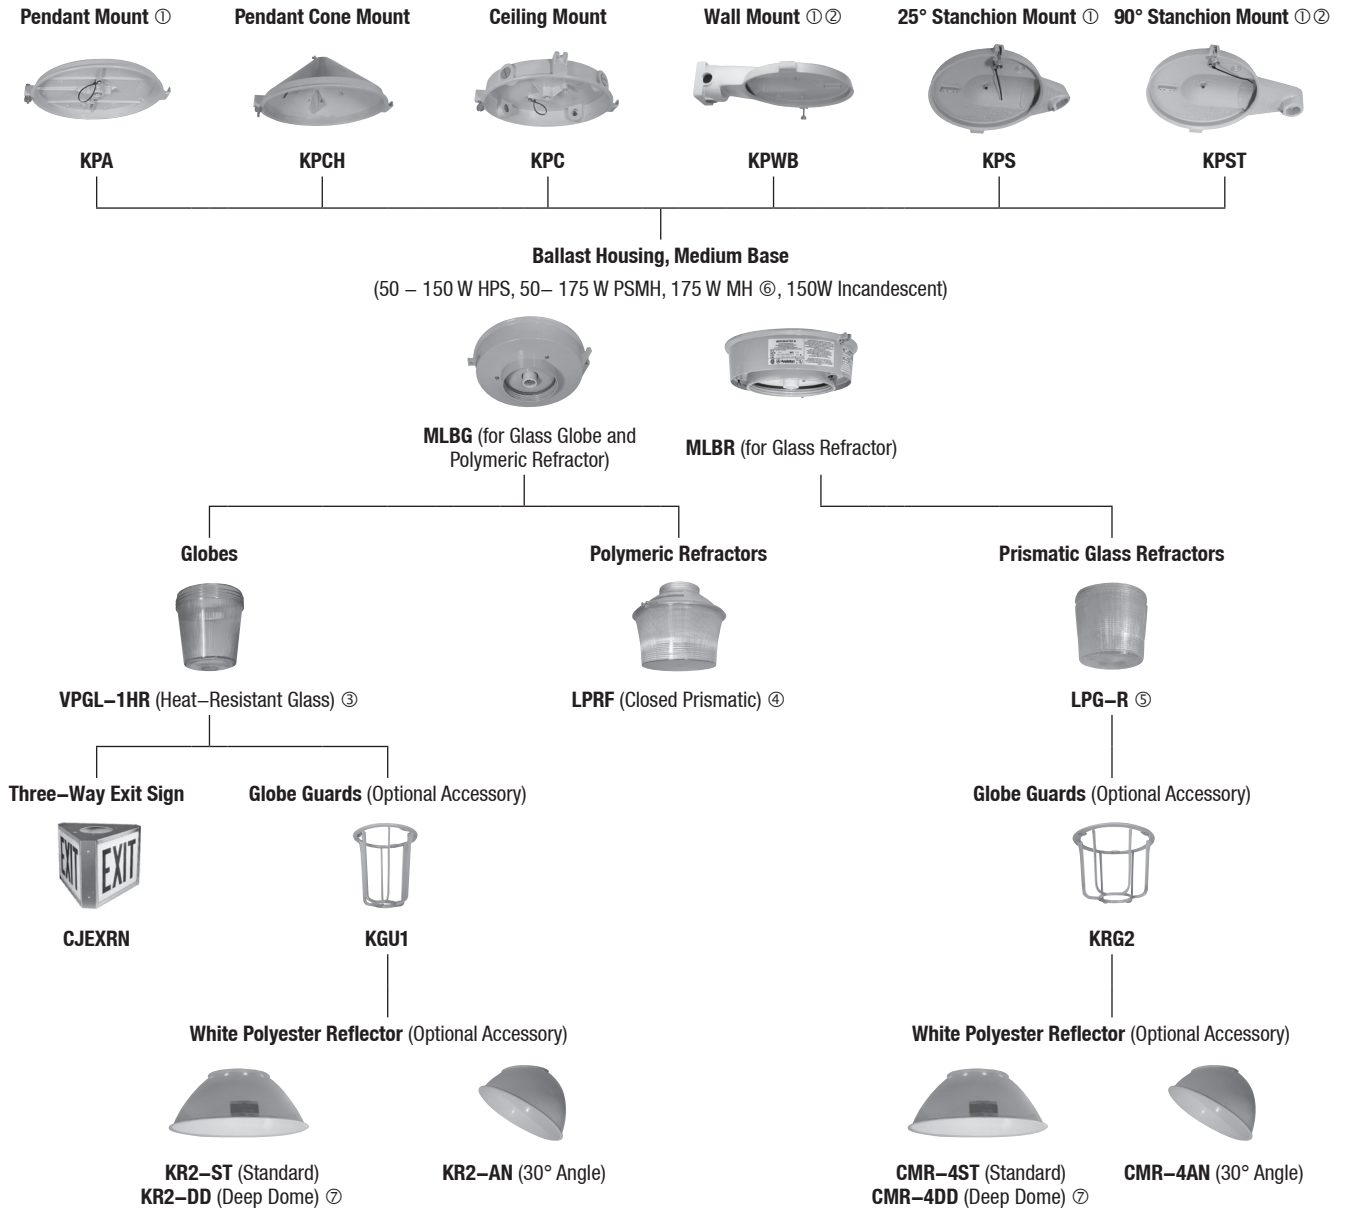 Pendant Mount ①
Pendant Cone Mount
Ceiling Mount
Wall Mount ①②
25° Stanchion Mount ①
90° Stanchion Mount ①②
KPA
KPCH
KPC
KPWB
KPS
KPST
Ballast Housing, Medium Base
(50 – 150 W HPS, 50– 175 W PSMH, 175 W MH ⑥, 150W Incandescent)
MLBG (for Glass Globe and
Polymeric Refractor)
MLBR (for Glass Refractor)
Globes
Polymeric Refractors
Prismatic Glass Refractors
VPGL–1HR (Heat–Resistant Glass) ③
LPRF (Closed Prismatic) ④
LPG–R ⑤
Three–Way Exit Sign
Globe Guards (Optional Accessory)
Globe Guards (Optional Accessory)
EXIT
EXIT
CJEXRN
KGU1
KRG2
White Polyester Reflector (Optional Accessory)
White Polyester Reflector (Optional Accessory)
KR2–ST (Standard)
KR2–DD (Deep Dome) ⑦
KR2–AN (30° Angle)
CMR–4ST (Standard)
CMR–4DD (Deep Dome) ⑦
CMR–4AN (30° Angle)